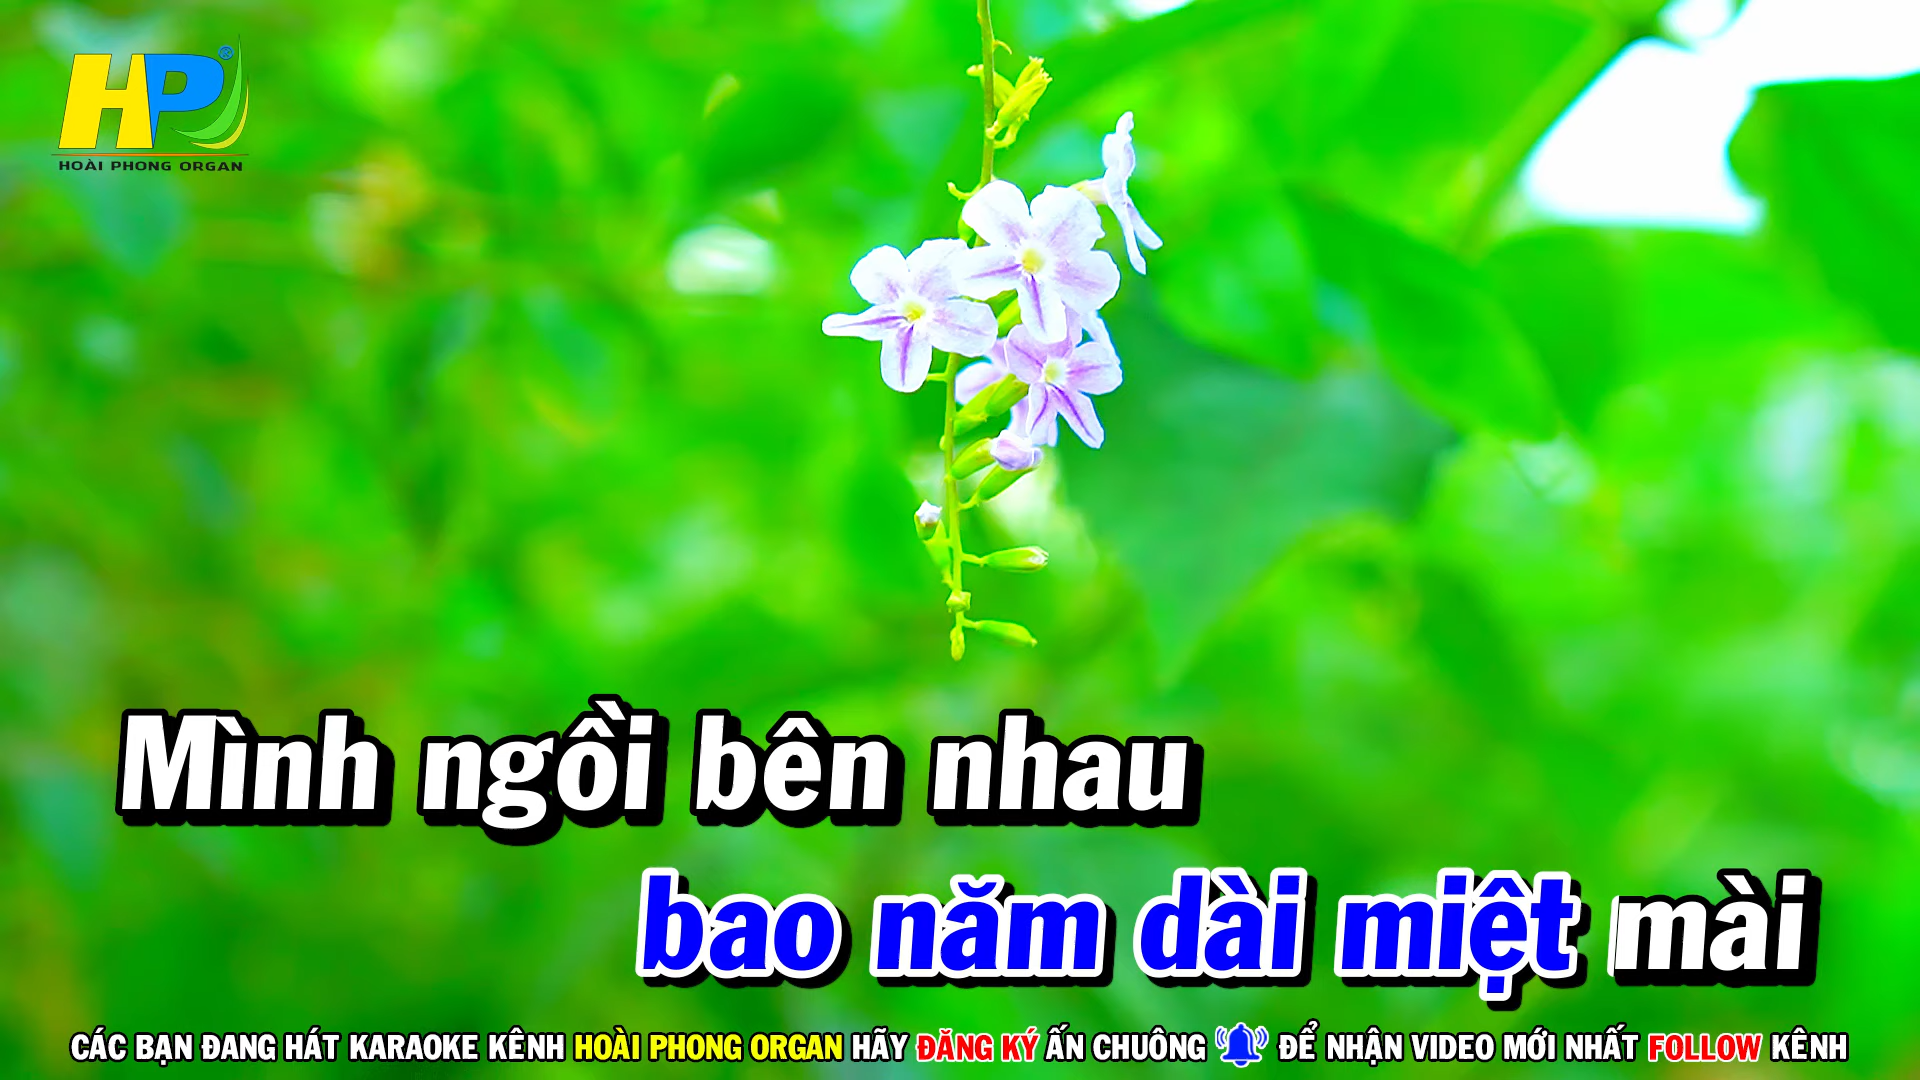 HP®
HOÀI PHONG ORGAN
Mình ngồi bên nhau
bao năm dài miệt mài
CÁC BẠN ĐANG HÁT KARAOKE KÊNH HOÀI PHONG ORGAN HÃY ĐĂNG KÝ ẤN CHUÔNG ĐỂ NHẬN VIDEO MỚI NHẤT FOLLOW KÊNH